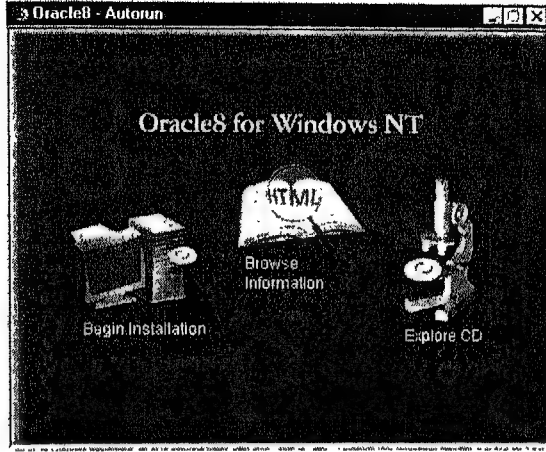 Oracle8 - Autorun
Oracle8 for Windows NT
HTML
Browse
Information
Begin Installation
Explore CD